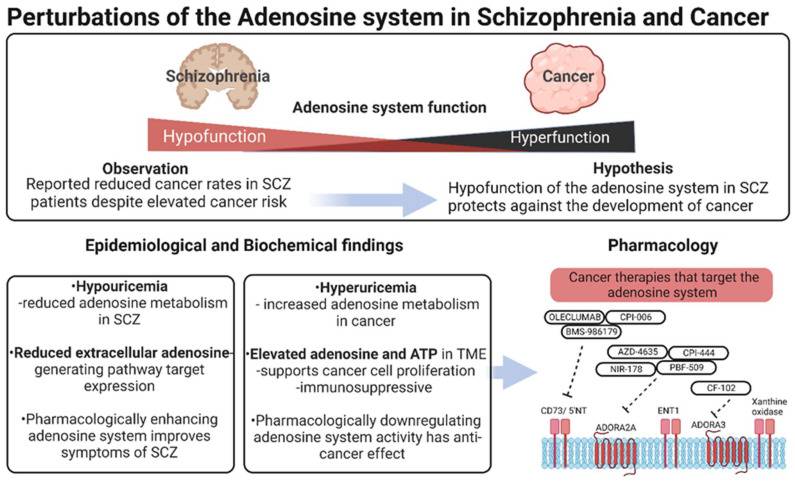 Perturbations of the Adenosine system in Schizophrenia and Cancer
Schizophrenia
Cancer
Adenosine system function
Hypofunction
Hyperfunction
Observation
Reported reduced cancer rates in SCZ
patients despite elevated cancer risk
Hypothesis
Hypofunction of the adenosine system in SCZ
protects against the development of cancer
Epidemiological and Biochemical findings
•Hypouricemia
-reduced adenosine metabolism
in SCZ
•Reduced extracellular adenosine-
generating pathway target
expression
•Pharmacologically enhancing
adenosine system improves
symptoms of SCZ
•Hyperuricemia
- increased adenosine metabolism
in cancer
•Elevated adenosine and ATP in TME
-supports cancer cell proliferation
-immunosuppressive
•Pharmacologically downregulating
adenosine system activity has anti-
cancer effect
Pharmacology
Cancer therapies that target the
adenosine system
OLECLUMAB
CPI-006
BMS-986179
AZD-4635
CPI-444
NIR-178
PBF-509
CF-102
CD73/ 5'NT
ADORA2A
ENT1
ADORA3
Xanthine
oxidase